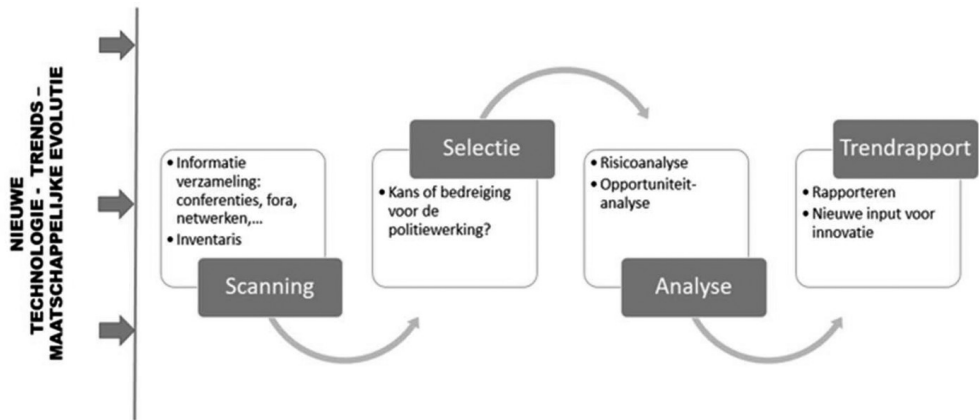 NIEUWE
TECHNOLOGIE - TRENDS –
MAATSCHAPPELIJKE EVOLUTIE
• Informatie
verzameling:
conferenties, fora,
netwerken,...
• Inventaris
Scanning
Selectie
• Kans of bedreiging
voor de
politiewerking?
• Risicoanalyse
• Opportuniteit-
analyse
Analyse
Trendrapport
• Rapporteren
• Nieuwe input voor
innovatie